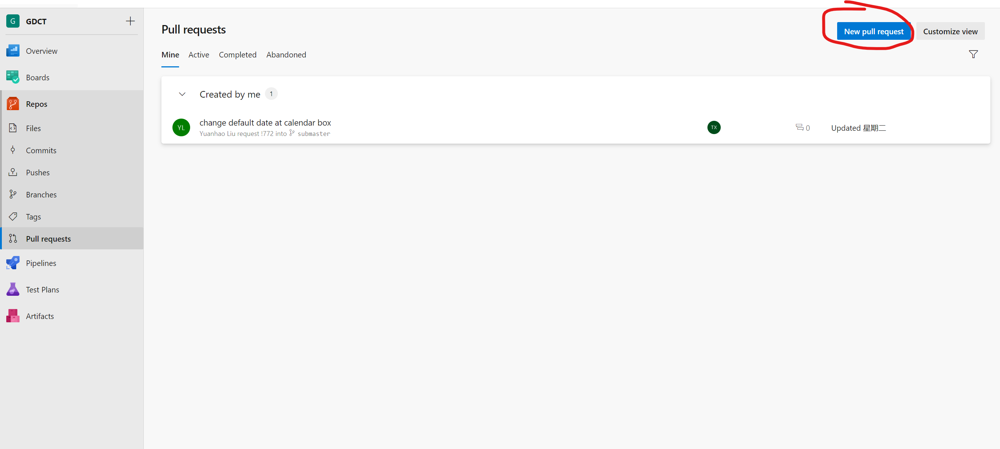 G GDCT
Overview
Boards
Repos
Files
Commits
Pushes
Branches
Tags
Pull requests
Pipelines
Test Plans
Artifacts
Pull requests
New pull request
Customize view
Mine Active Completed Abandoned
Created by me 1
YL
change default date at calendar box
Yuanhao Liu request !772 into submaster
TX
0
Updated 星期二